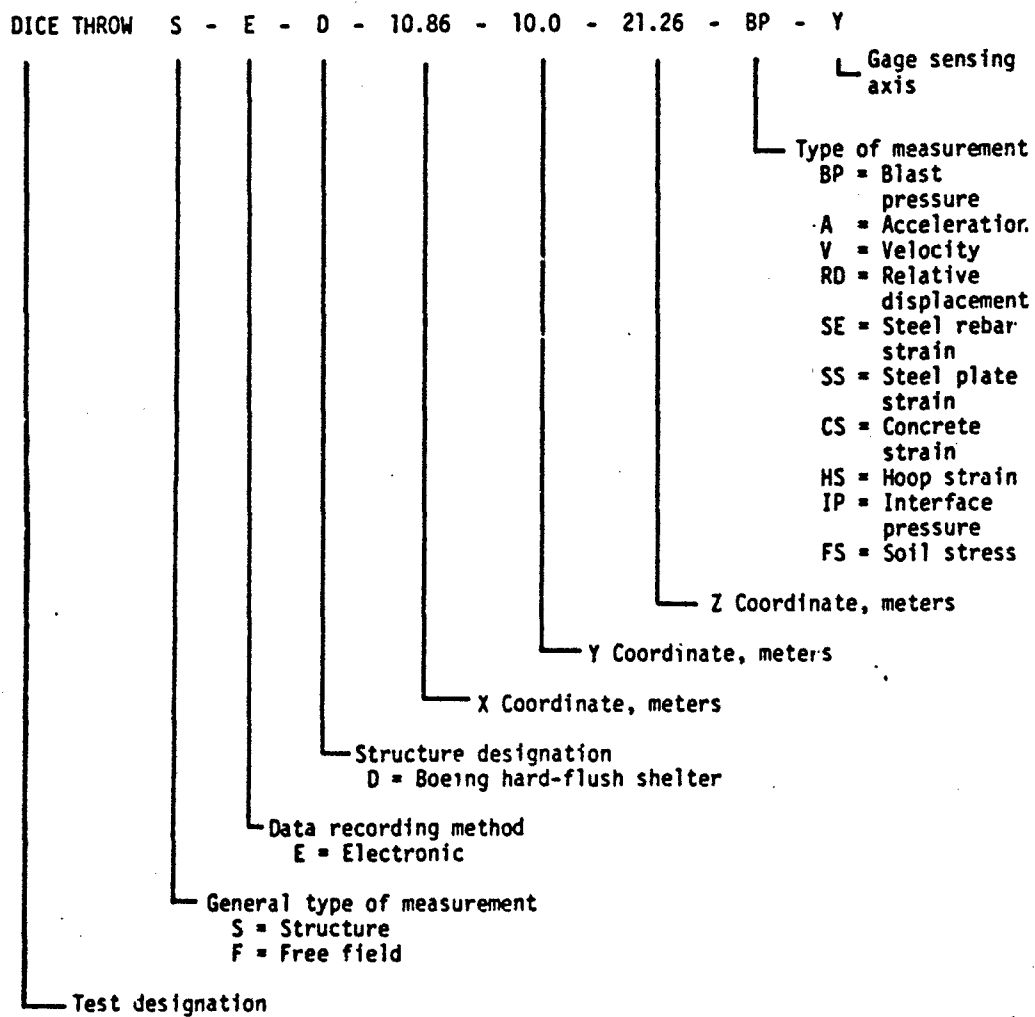 DICE THROW S - E - D - 10.86 - 10.0 - 21.26 - BP - Y
Gage sensing
axis
Type of measurement
BP = Blast
pressure
A = Acceleration
V = Velocity
RD = Relative
displacement
SE = Steel rebar
strain
SS = Steel plate
strain
CS = Concrete
strain
HS = Hoop strain
IP = Interface
pressure
FS = Soil stress
Z Coordinate, meters
Y Coordinate, meters
X Coordinate, meters
Structure designation
D = Boeing hard-flush shelter
Data recording method
E = Electronic
General type of measurement
S = Structure
F = Free field
Test designation